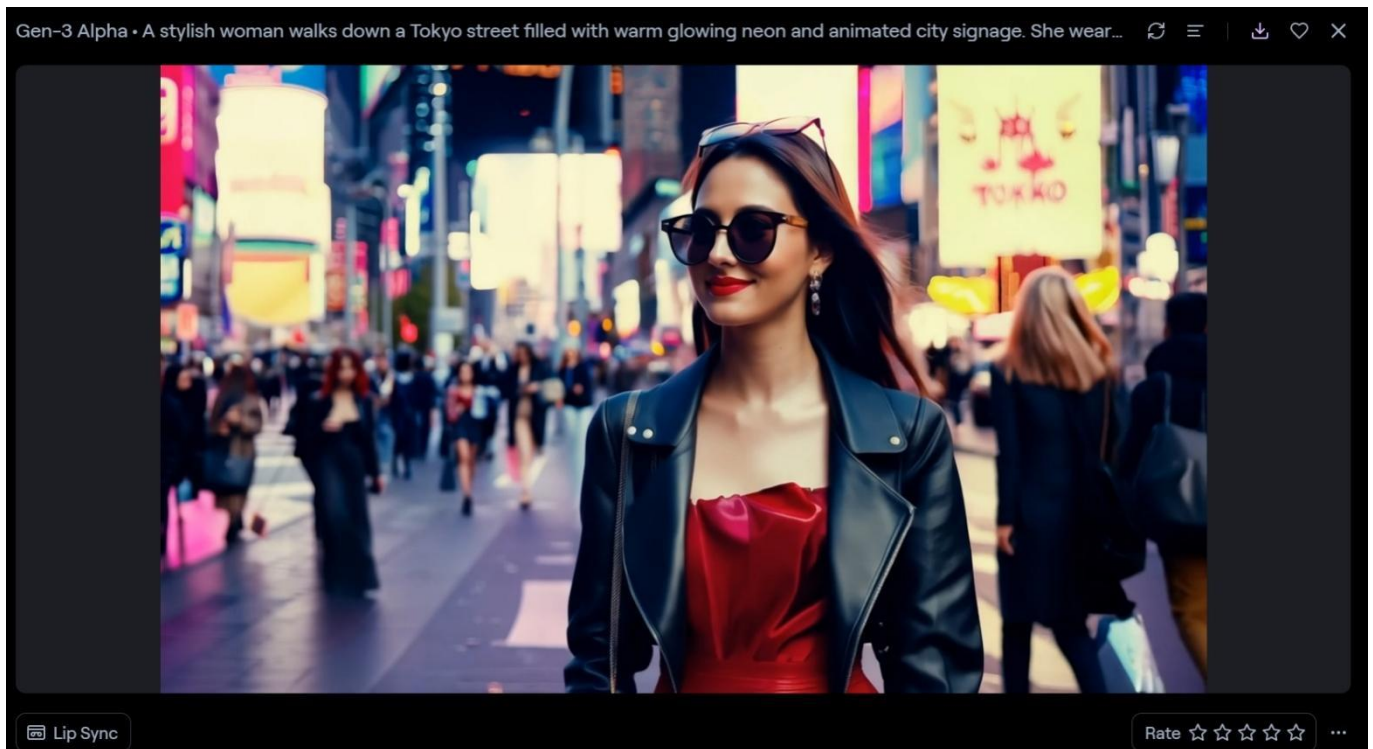 Gen-3 Alpha • A stylish woman walks down a Tokyo street filled with warm glowing neon and animated city signage. She wear...
TOKKO
Lip Sync
Rate